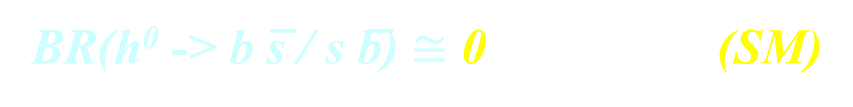 BR(h⁰ -> b s̅ / s b̅) ≅ 0 (SM)